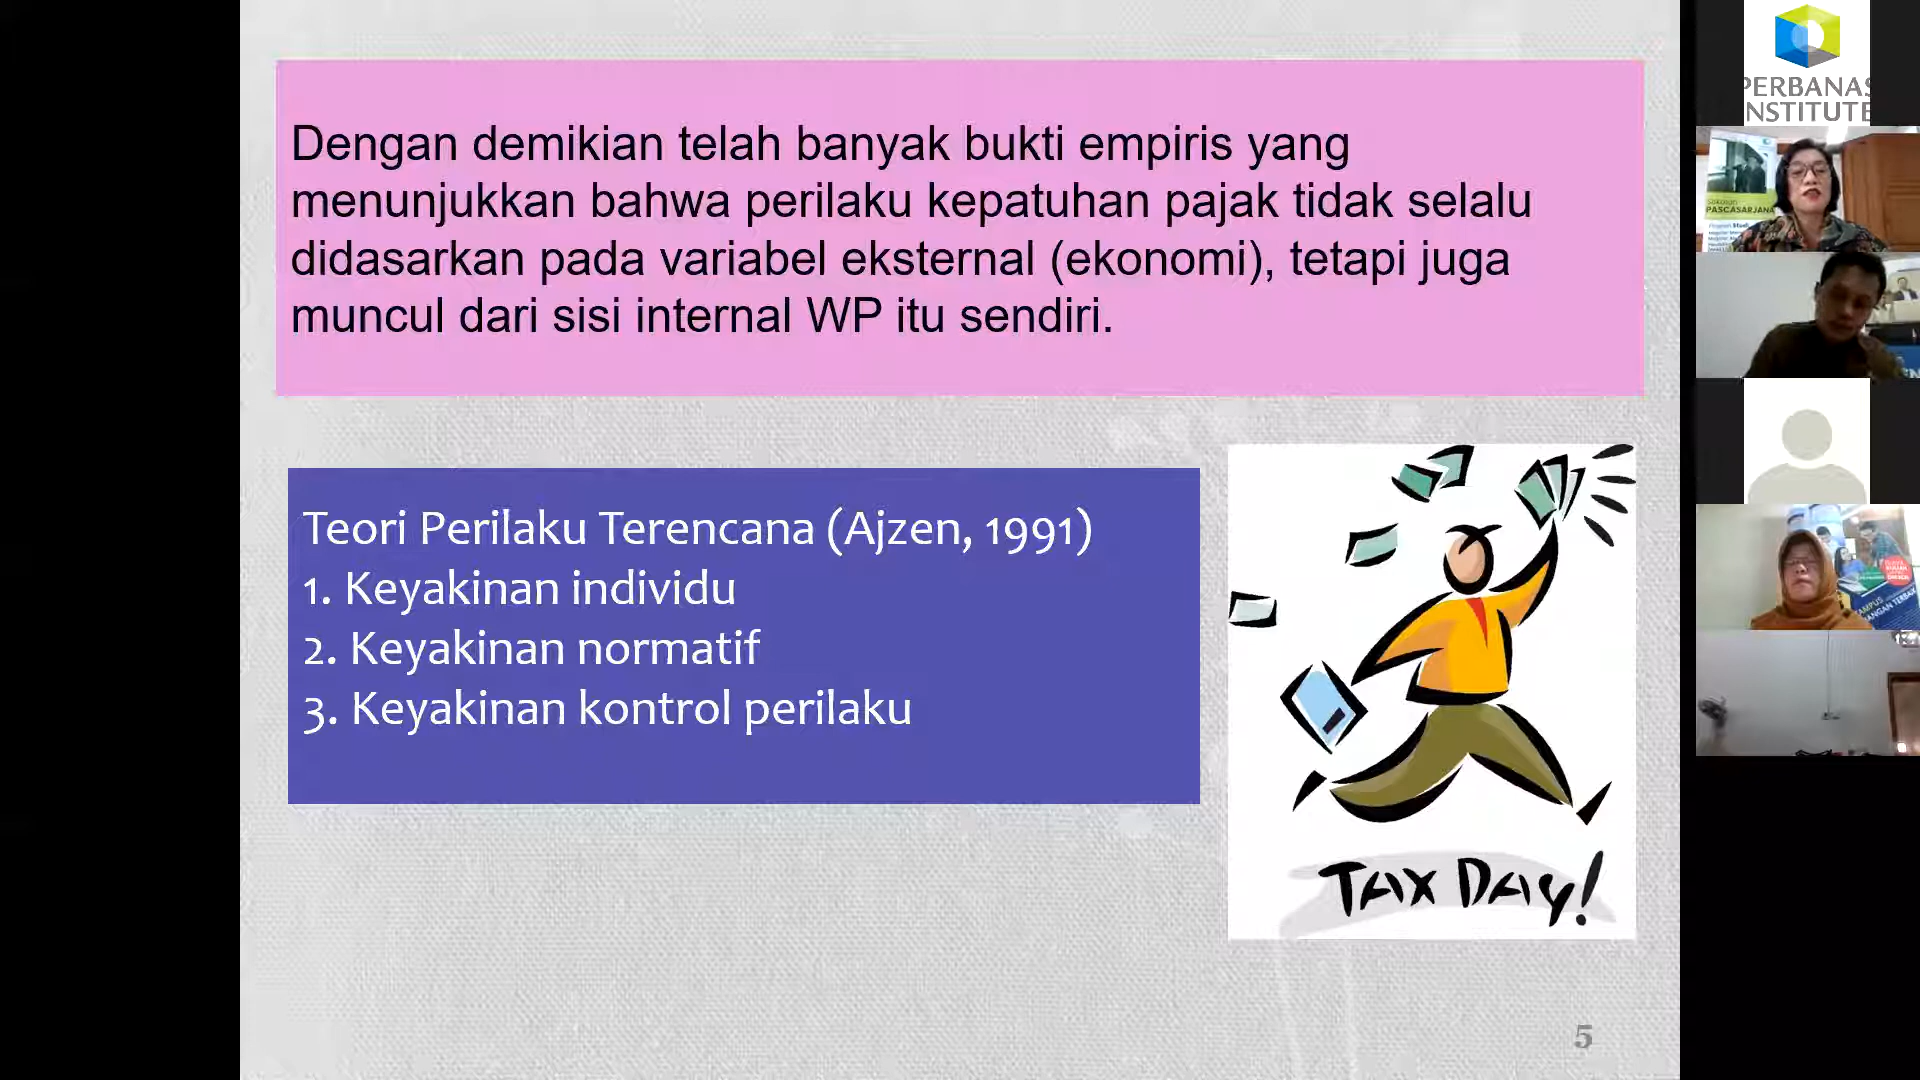 Dengan demikian telah banyak bukti empiris yang
menunjukkan bahwa perilaku kepatuhan pajak tidak selalu
didasarkan pada variabel eksternal (ekonomi), tetapi juga
muncul dari sisi internal WP itu sendiri.
Teori Perilaku Terencana (Ajzen, 1991)
1. Keyakinan individu
2. Keyakinan normatif
3. Keyakinan kontrol perilaku
TAX DAY!
5
PERBANAS
INSTITUTE
PASCASARJANA